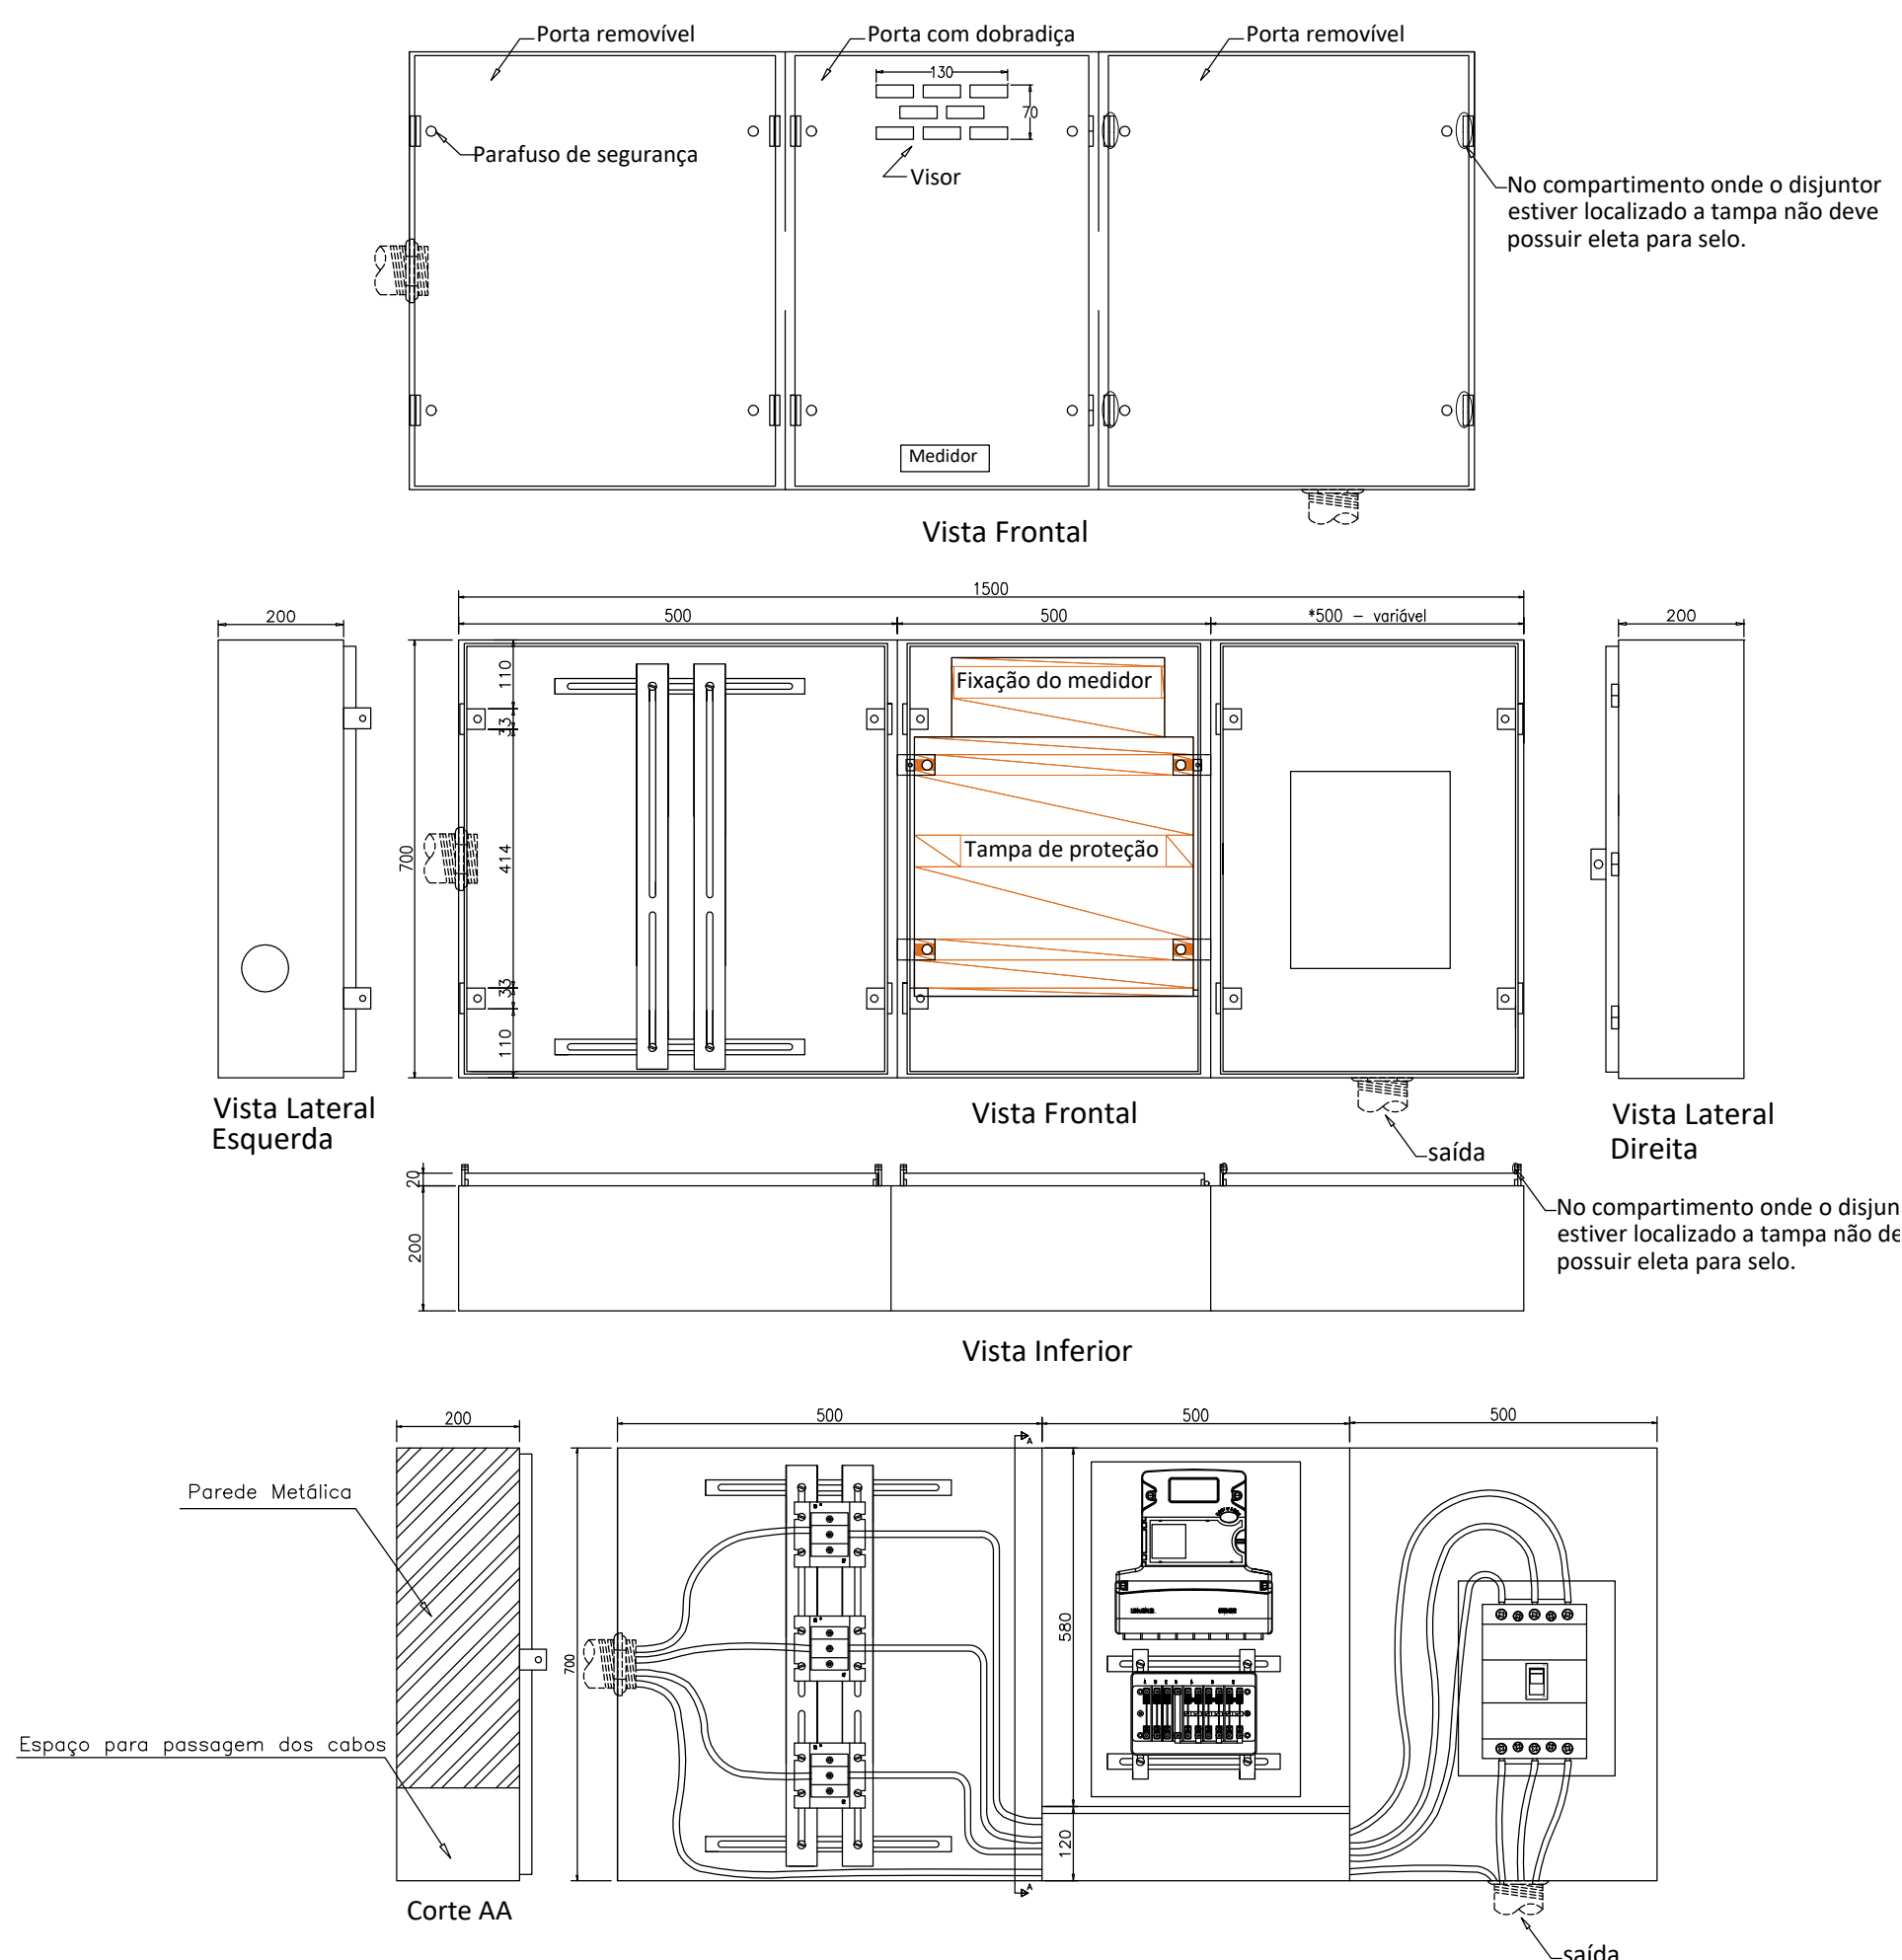 Porta removível
Porta com dobradiça
Porta removível
130
70
Parafuso de segurança
Visor
No compartimento onde o disjuntor
estiver localizado a tampa não deve
possuir eleta para selo.
Medidor
Vista Frontal
1500
200
500
500
*500 - variável
200
110
33
414
700
33
110
Fixação do medidor
Tampa de proteção
Vista Lateral
Esquerda
Vista Frontal
saída
Vista Lateral
Direita
20
200
No compartimento onde o disjun
estiver localizado a tampa não de
possuir eleta para selo.
Vista Inferior
200
500
500
500
A
Parede Metálica
700
580
120
Espaço para passagem dos cabos
A
Corte AA
saída